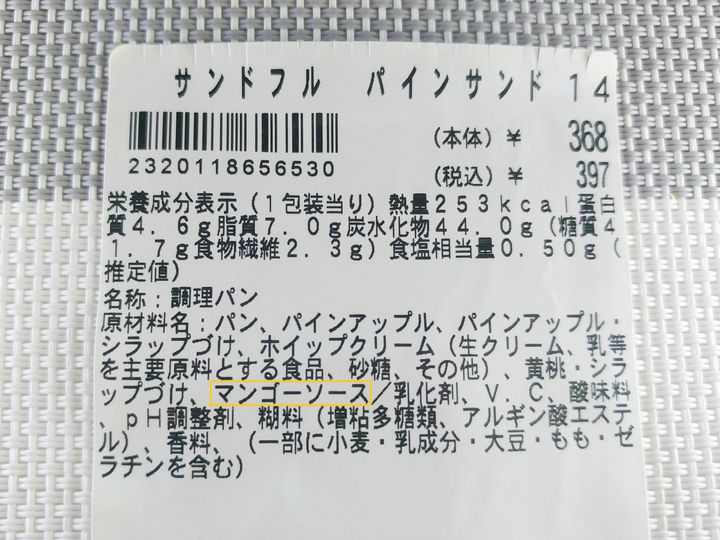 サンドフル　パインサンド 14
(本体) ¥ 368
2320118656530
(税込) ¥ 397
栄養成分表示(1包装当り)熱量253kcal蛋白
質4.6g脂質7.0g炭水化物44.0g(糖質4
1.7g食物繊維2.3g)食塩相当量0.50g(
推定値)
名称:調理パン
原材料名:パン、パインアップル、パインアップル・
シラップづけ、ホイップクリーム(生クリーム、乳等
を主要原料とする食品、砂糖、その他)、黄桃・シラ
ップづけ、マンゴーソース/乳化剤、V.C、酸味料
、pH調整剤、糊料(増粘多糖類、アルギン酸エステ
ル)、香料、(一部に小麦・乳成分・大豆・もも・ゼ
ラチンを含む)